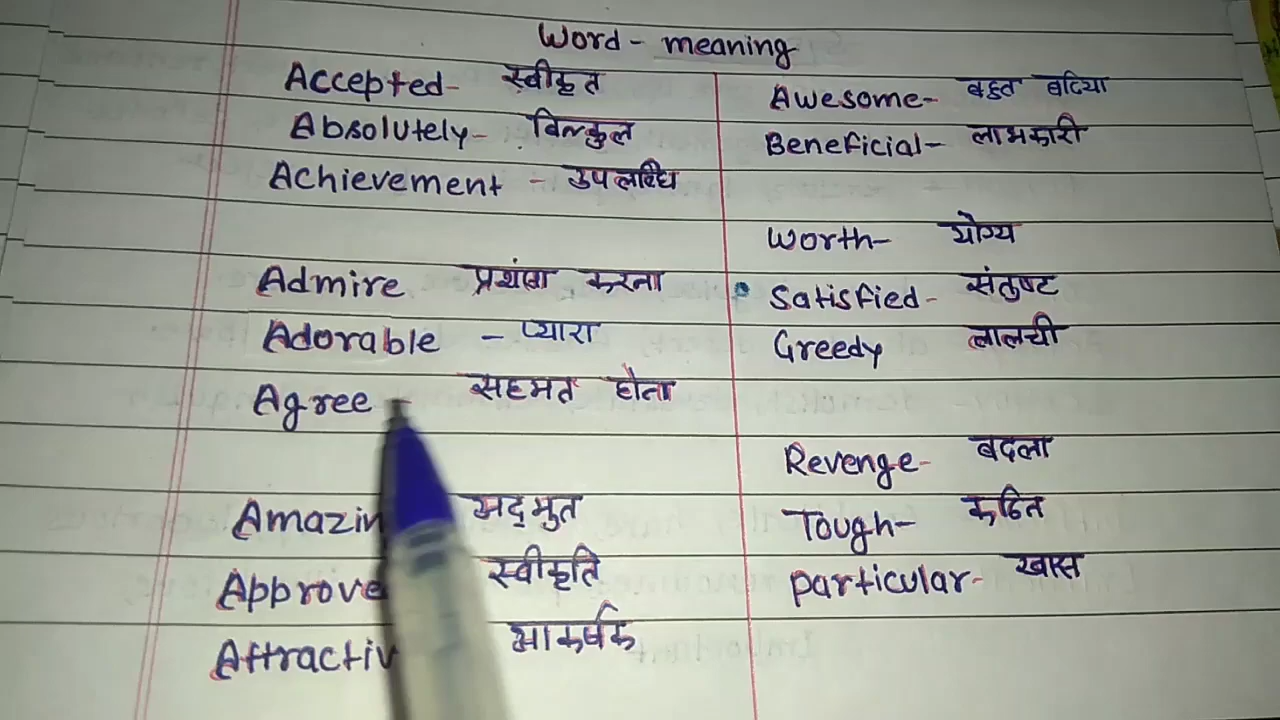 Word - meaning
Accepted- स्वीकृत
Absolutely- बिल्कुल
Achievement - उपलब्धि
Admire प्रशंसा करना
Adorable - प्यारा
Agree - सहमत होना
Amazin अद्भुत
Approve स्वीकृति
Attractiv आकर्षक
Awesome- बहुत बढिया
Beneficial- लाभकारी
Worth- योग्य
Satisfied- संतुष्ट
Greedy लालची
Revenge- बदला
Tough- कठिन
Particular- खास